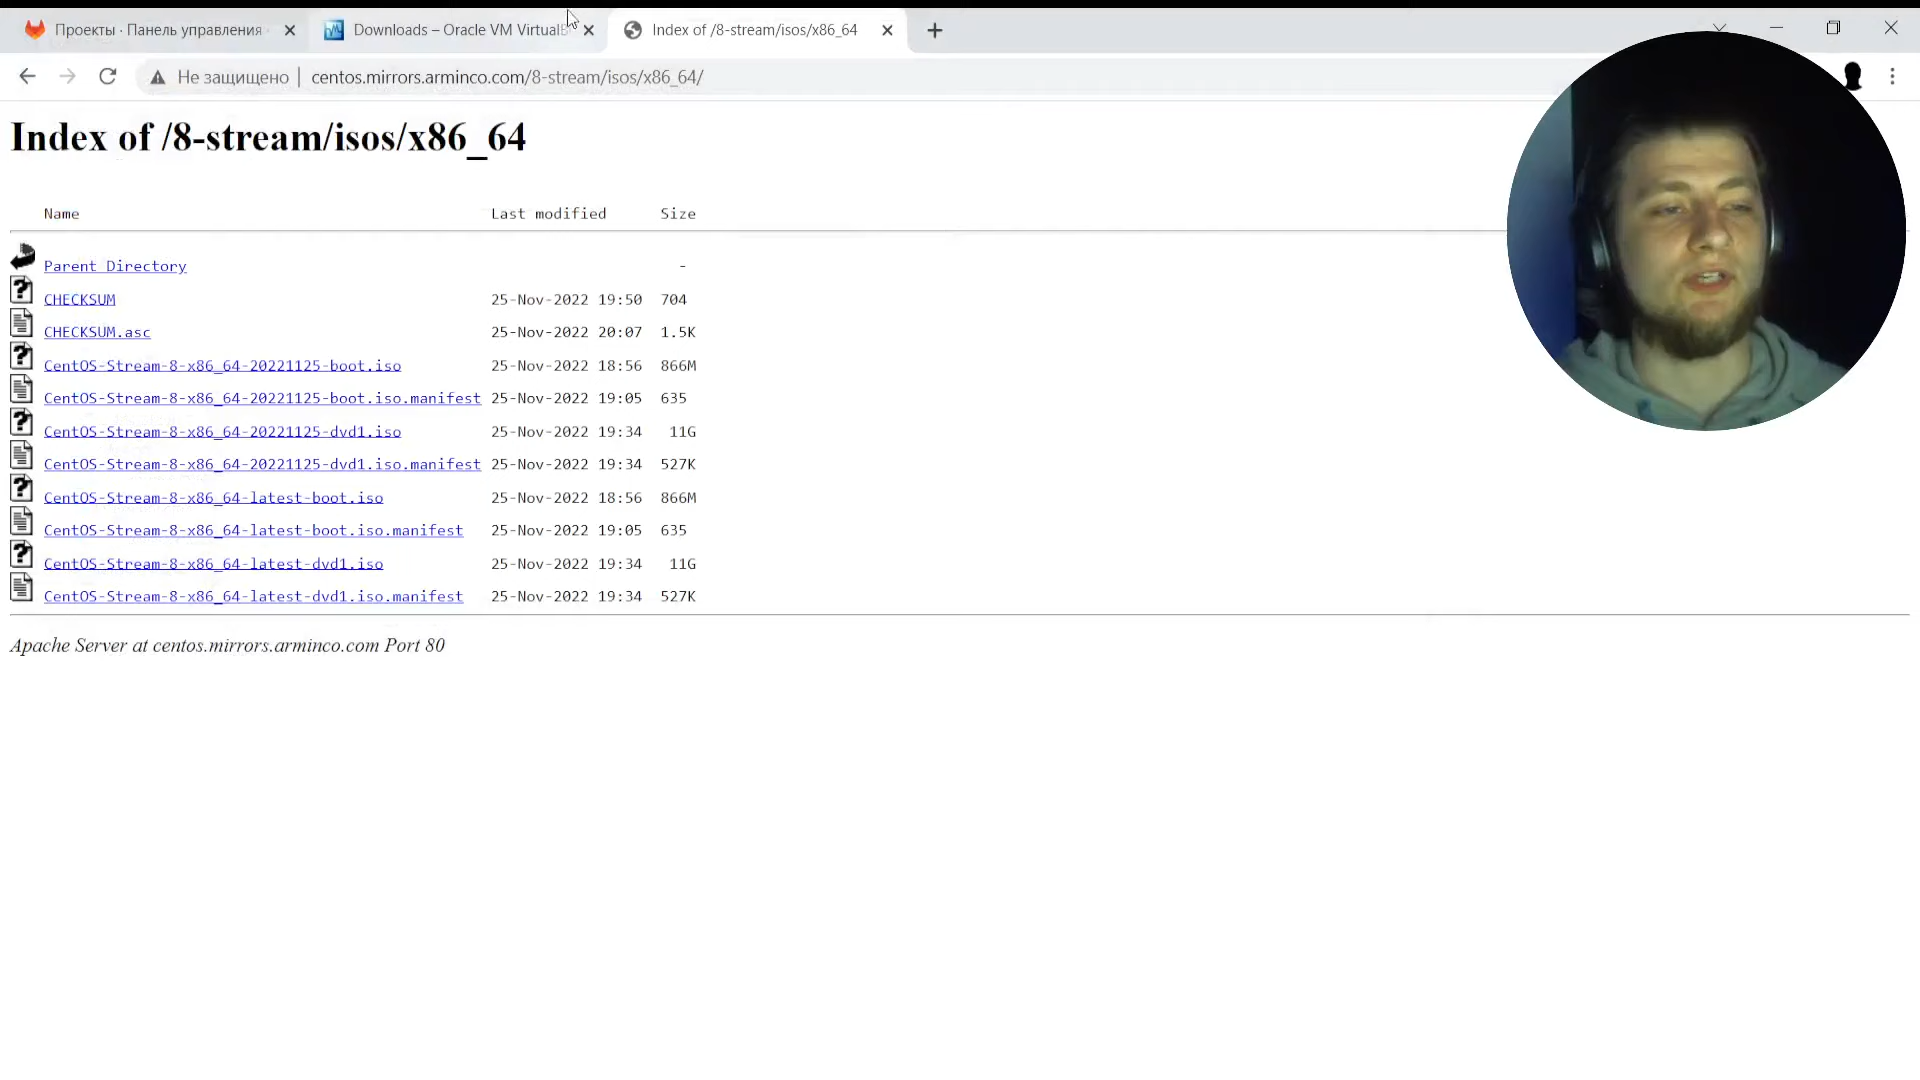 Проекты · Панель управления
Downloads – Oracle VM VirtualB
Index of /8-stream/isos/x86_64
Не защищено
centos.mirrors.arminco.com/8-stream/isos/x86_64/
Index of /8-stream/isos/x86_64
Name Last modified Size
Parent Directory -
CHECKSUM 25-Nov-2022 19:50 704
CHECKSUM.asc 25-Nov-2022 20:07 1.5K
CentOS-Stream-8-x86_64-20221125-boot.iso 25-Nov-2022 18:56 866M
CentOS-Stream-8-x86_64-20221125-boot.iso.manifest 25-Nov-2022 19:05 635
CentOS-Stream-8-x86_64-20221125-dvd1.iso 25-Nov-2022 19:34 11G
CentOS-Stream-8-x86_64-20221125-dvd1.iso.manifest 25-Nov-2022 19:34 527K
CentOS-Stream-8-x86_64-latest-boot.iso 25-Nov-2022 18:56 866M
CentOS-Stream-8-x86_64-latest-boot.iso.manifest 25-Nov-2022 19:05 635
CentOS-Stream-8-x86_64-latest-dvd1.iso 25-Nov-2022 19:34 11G
CentOS-Stream-8-x86_64-latest-dvd1.iso.manifest 25-Nov-2022 19:34 527K
Apache Server at centos.mirrors.arminco.com Port 80